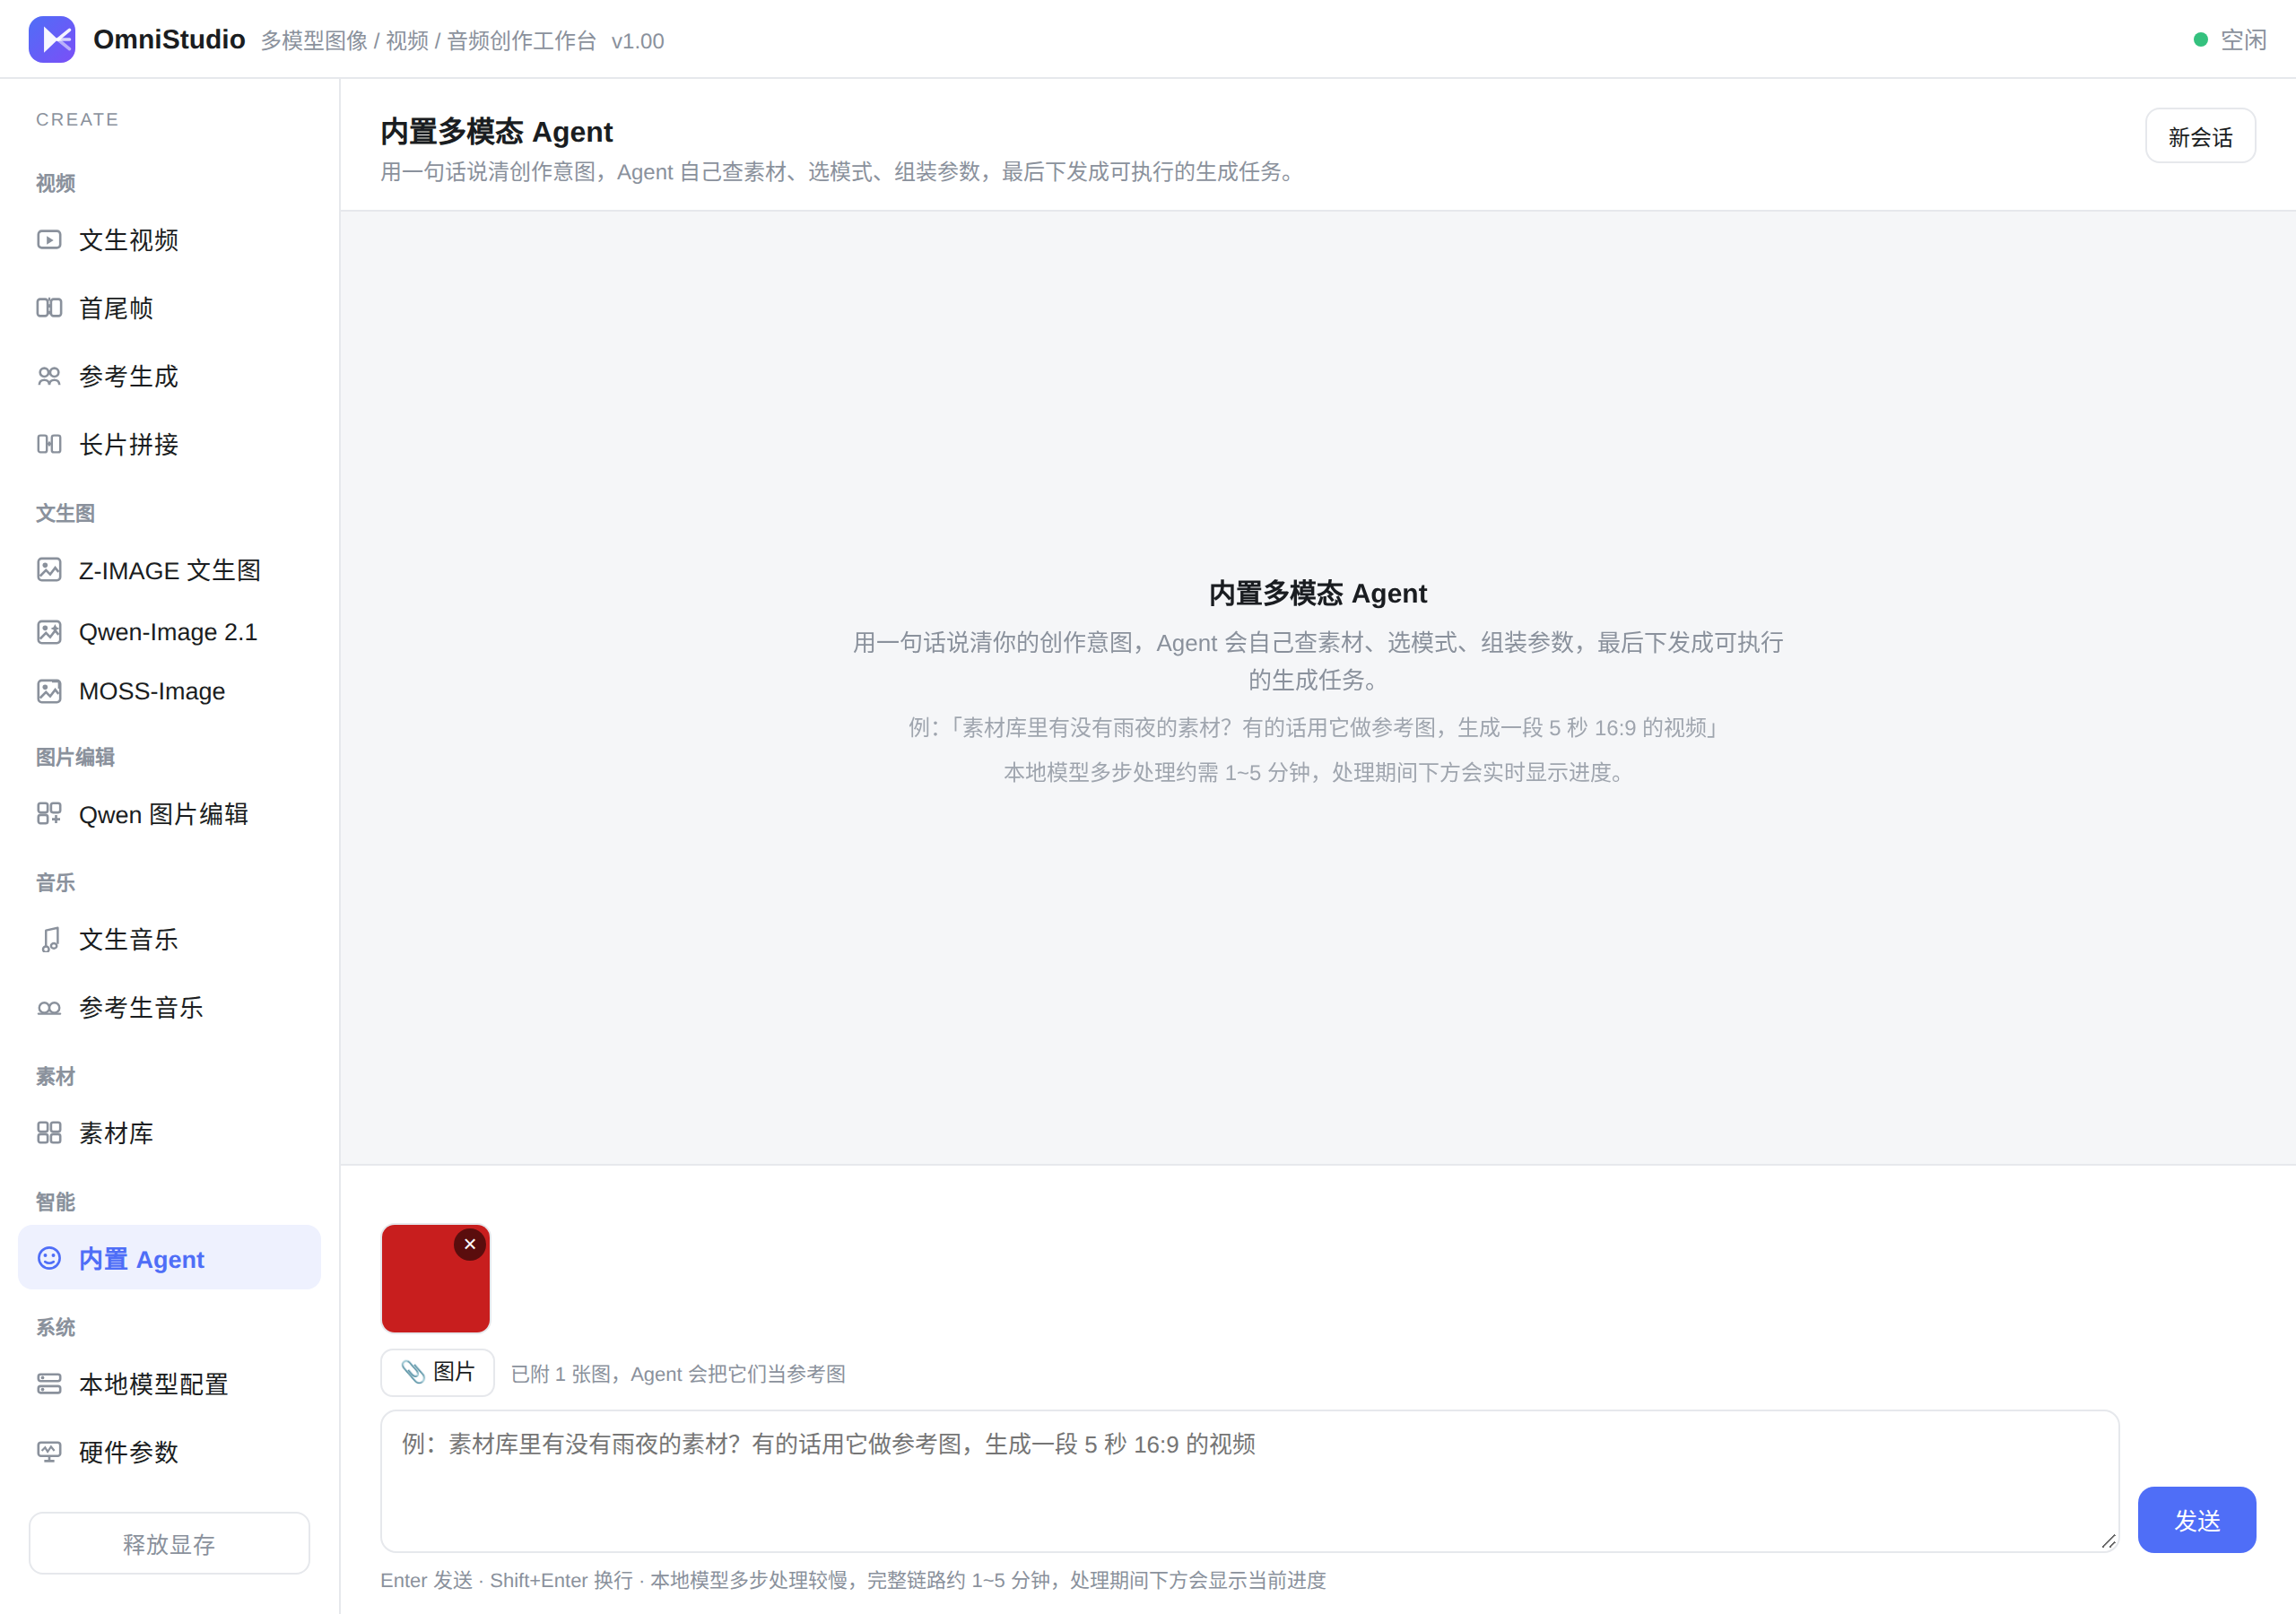 OmniStudio 多模型图像 / 视频 / 音频创作工作台 v1.00
空闲
CREATE
视频
文生视频
首尾帧
参考生成
长片拼接
文生图
Z-IMAGE 文生图
Qwen-Image 2.1
MOSS-Image
图片编辑
Qwen 图片编辑
音乐
文生音乐
参考生音乐
素材
素材库
智能
内置 Agent
系统
本地模型配置
硬件参数
释放显存
内置多模态 Agent
用一句话说清创作意图，Agent 自己查素材、选模式、组装参数，最后下发成可执行的生成任务。
新会话
内置多模态 Agent
用一句话说清你的创作意图，Agent 会自己查素材、选模式、组装参数，最后下发成可执行
的生成任务。
例：「素材库里有没有雨夜的素材？有的话用它做参考图，生成一段 5 秒 16:9 的视频」
本地模型多步处理约需 1~5 分钟，处理期间下方会实时显示进度。
图片
已附 1 张图，Agent 会把它们当参考图
例：素材库里有没有雨夜的素材？有的话用它做参考图，生成一段 5 秒 16:9 的视频
发送
Enter 发送 · Shift+Enter 换行 · 本地模型多步处理较慢，完整链路约 1~5 分钟，处理期间下方会显示当前进度